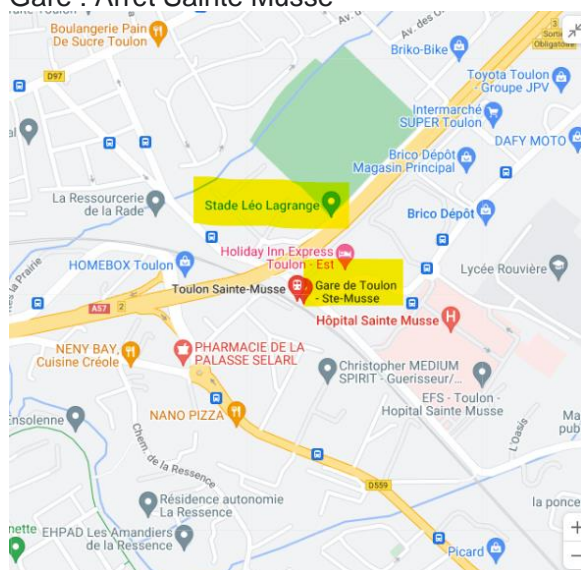 Gare : Arrêt Sainte Musse
Boulangerie Pain
De Sucre Toulon
Av. des
Briko-Bike
3
Obligatoire
D97
Toyota Toulon -
Groupe JPV
Intermarché
SUPER Toulon
DAFY MOTO
Brico Dépôt
Magasin Principal
La Ressourcerie
de la Rade
Stade Léo Lagrange
Brico Dépôt
Holiday Inn Express
Toulon - Est
Lycée Rouvière
HOMEBOX Toulon
Toulon Sainte-Musse
Gare de Toulon
- Ste-Musse
A57
2
Hôpital Sainte Musse
H
NENY BAY,
Cuisine Créole
PHARMACIE DE LA
PALASSE SELARL
Christopher MEDIUM
SPIRIT - Guerisseur/...
EFS - Toulon -
Hopital Sainte Musse
NANO PIZZA
Ensolenne
Chem. de la Ressence
L'Oasis
D559
Résidence autonomie
La Ressence
la ponce
EHPAD Les Amandiers
de la Ressence
Picard
+
−